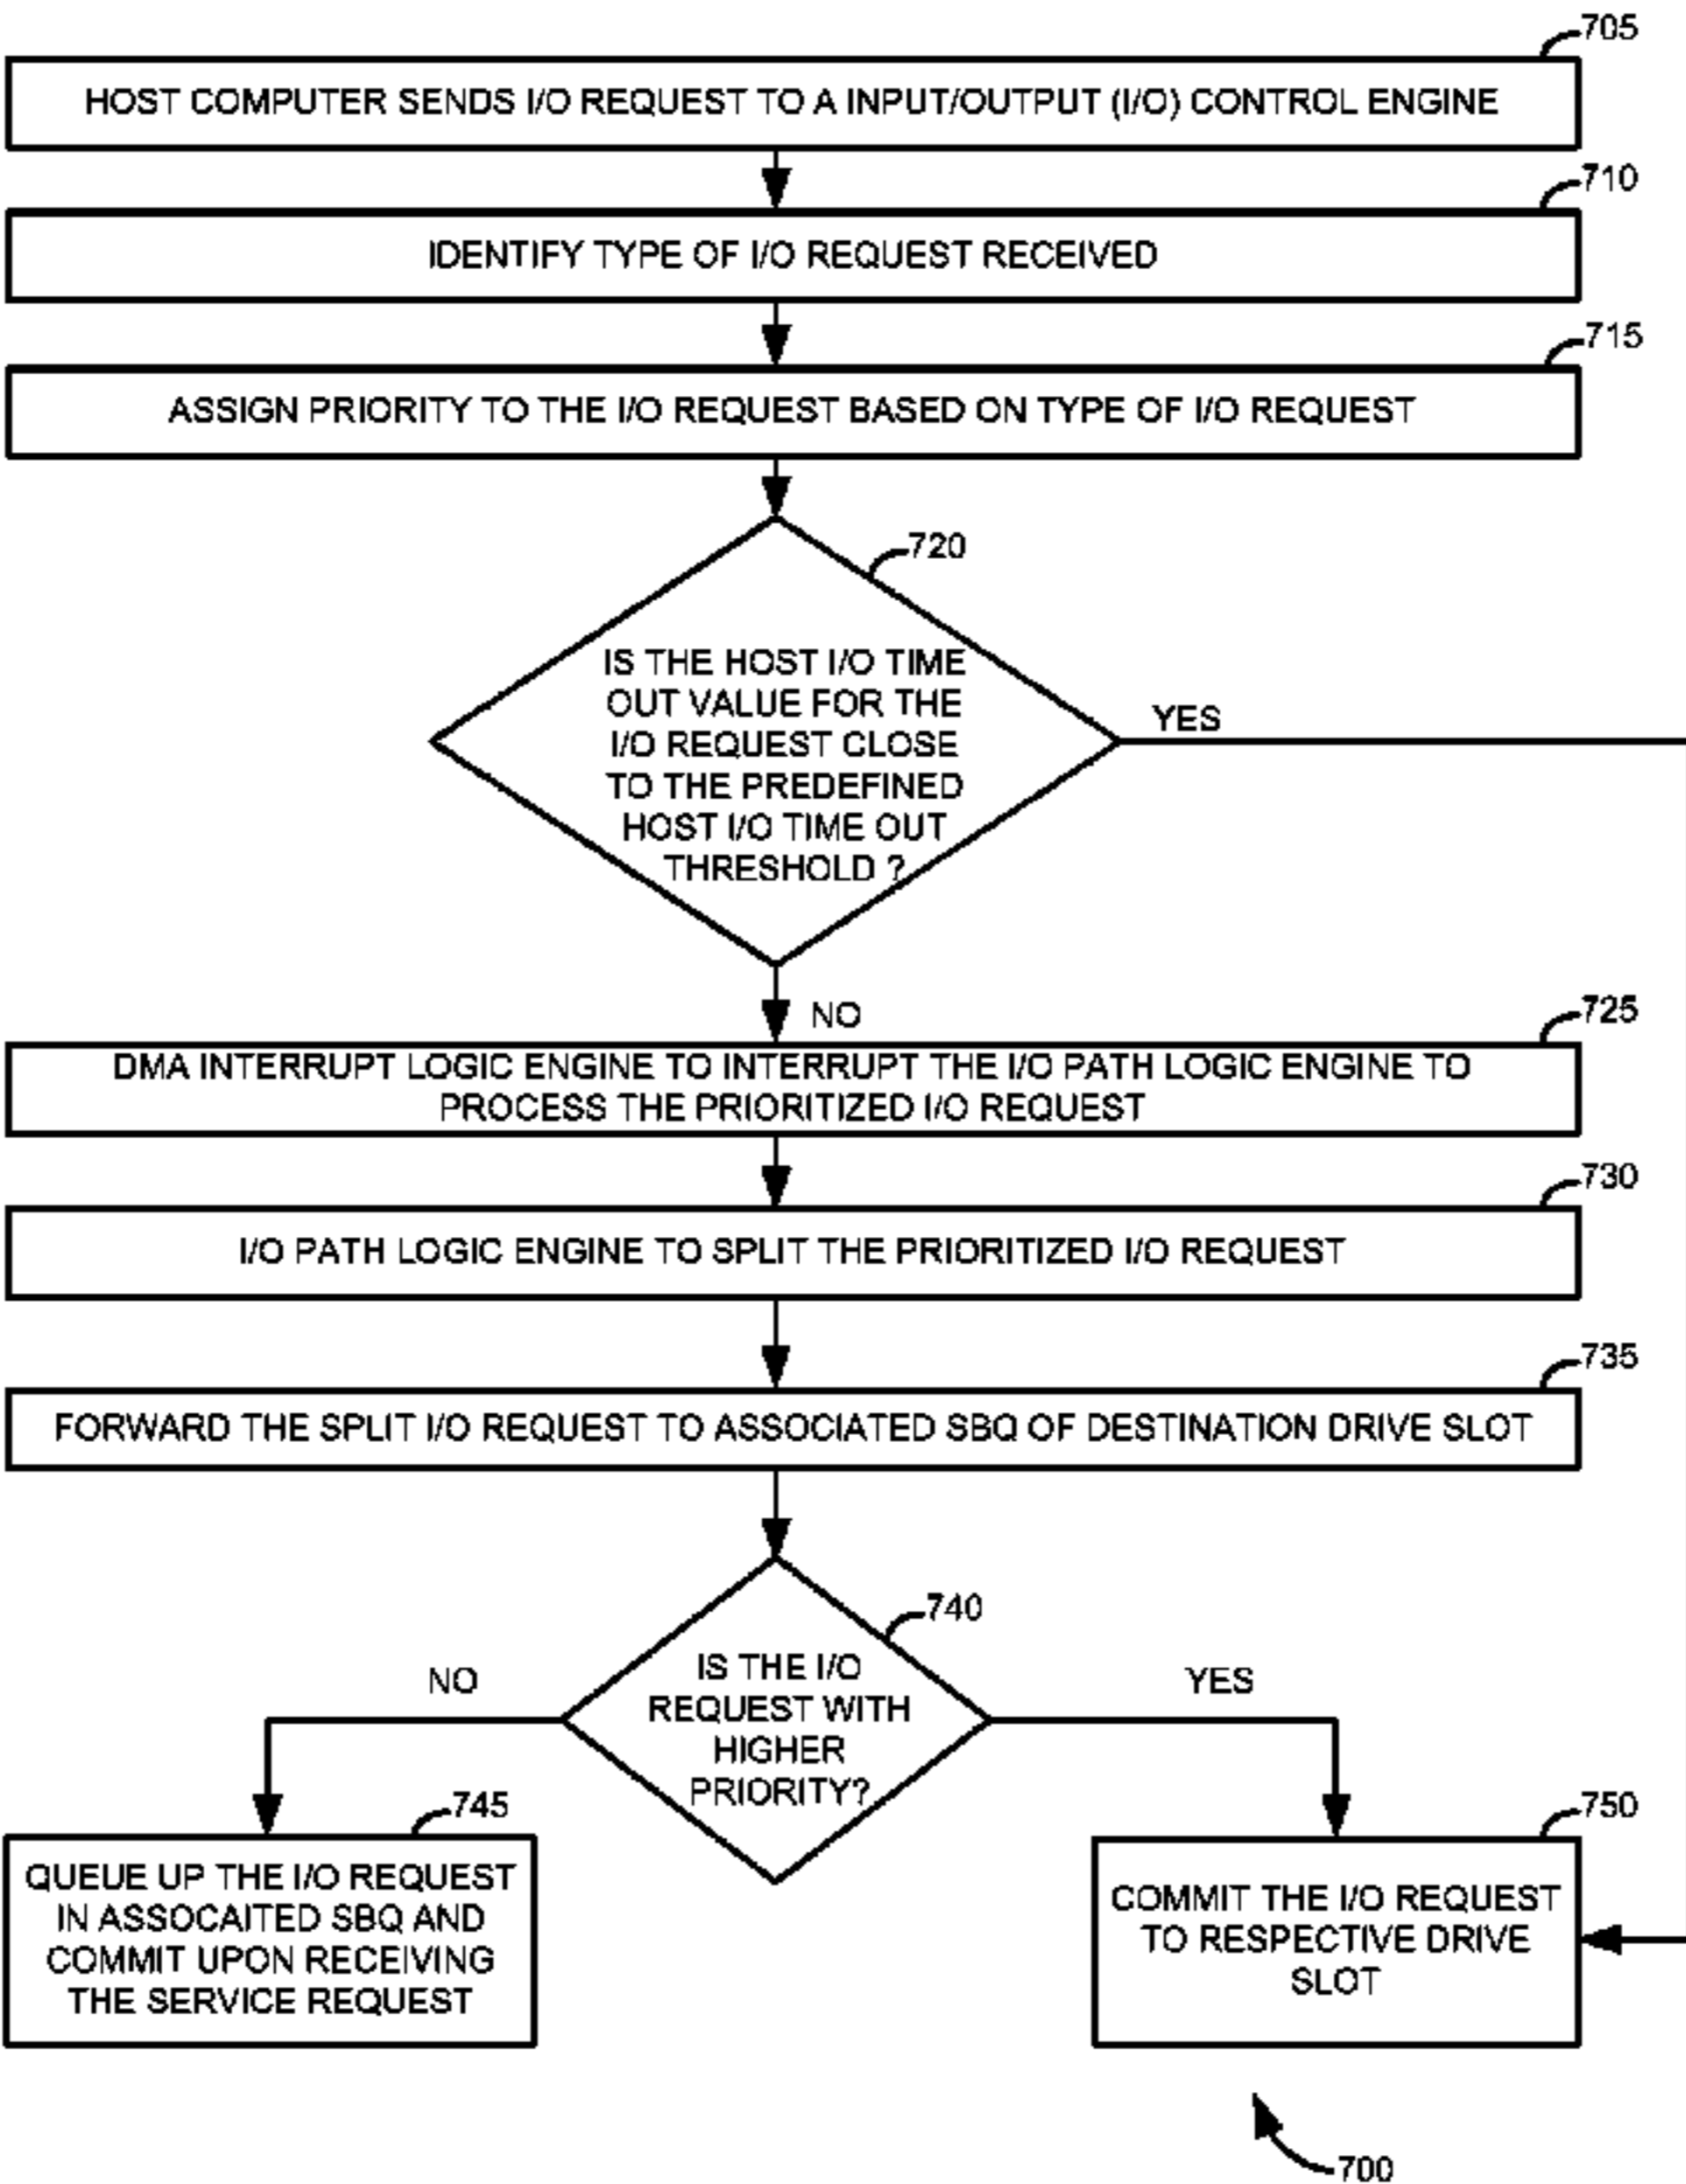 705
HOST COMPUTER SENDS I/O REQUEST TO A INPUT/OUTPUT (I/O) CONTROL ENGINE
710
IDENTIFY TYPE OF I/O REQUEST RECEIVED
715
ASSIGN PRIORITY TO THE I/O REQUEST BASED ON TYPE OF I/O REQUEST
720
IS THE HOST I/O TIME
OUT VALUE FOR THE
I/O REQUEST CLOSE
TO THE PREDEFINED
HOST I/O TIME OUT
THRESHOLD ?
YES
NO
725
DMA INTERRUPT LOGIC ENGINE TO INTERRUPT THE I/O PATH LOGIC ENGINE TO
PROCESS THE PRIORITIZED I/O REQUEST
730
I/O PATH LOGIC ENGINE TO SPLIT THE PRIORITIZED I/O REQUEST
735
FORWARD THE SPLIT I/O REQUEST TO ASSOCIATED SBQ OF DESTINATION DRIVE SLOT
740
IS THE I/O
REQUEST WITH
HIGHER
PRIORITY?
NO
YES
745
QUEUE UP THE I/O REQUEST
IN ASSOCAITED SBQ AND
COMMIT UPON RECEIVING
THE SERVICE REQUEST
750
COMMIT THE I/O REQUEST
TO RESPECTIVE DRIVE
SLOT
700